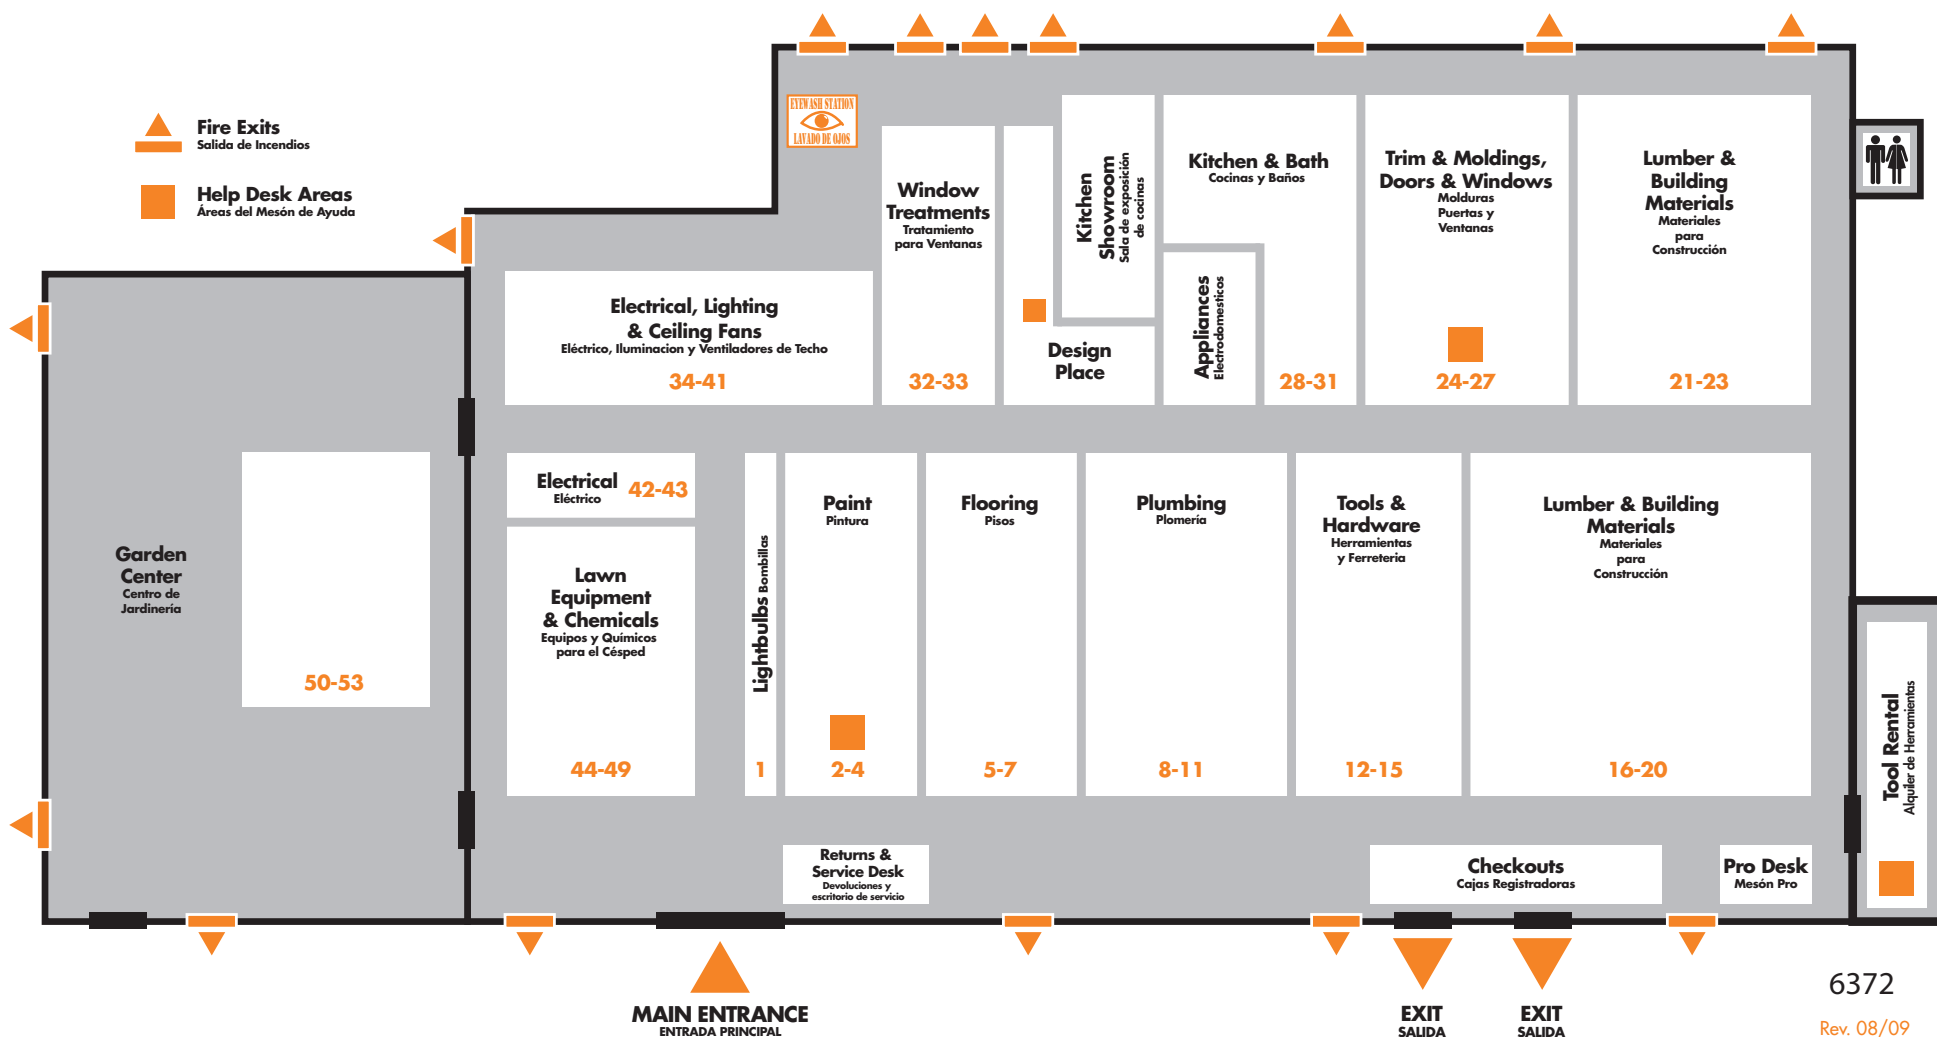 Fire Exits
Salida de Incendios
Help Desk Areas
Áreas del Mesón de Ayuda
EYEWASH STATION
LAVADO DE OJOS
Window
Treatments
Tratamiento
para Ventanas
32-33
Kitchen
Showroom
Sala de exposición
de cocinas
Design
Place
Kitchen & Bath
Cocinas y Baños
28-31
Appliances
Electrodomesticos
Trim & Moldings,
Doors & Windows
Molduras
Puertas y
Ventanas
24-27
Lumber &
Building
Materials
Materiales
para
Construcción
21-23
Electrical, Lighting
& Ceiling Fans
Eléctrico, Iluminacion y Ventiladores de Techo
34-41
Garden
Center
Centro de
Jardinería
50-53
Electrical
Eléctrico
42-43
Lawn
Equipment
& Chemicals
Equipos y Químicos
para el Césped
44-49
Lightbulbs Bombillas
1
Paint
Pintura
2-4
Flooring
Pisos
5-7
Plumbing
Plomería
8-11
Tools &
Hardware
Herramientas
y Ferreteria
12-15
Lumber & Building
Materials
Materiales
para
Construcción
16-20
Tool Rental
Alquiler de Herramientas
Returns &
Service Desk
Devoluciones y
escritorio de servicio
Checkouts
Cajas Registradoras
Pro Desk
Mesón Pro
MAIN ENTRANCE
ENTRADA PRINCIPAL
EXIT
SALIDA
EXIT
SALIDA
6372
Rev. 08/09